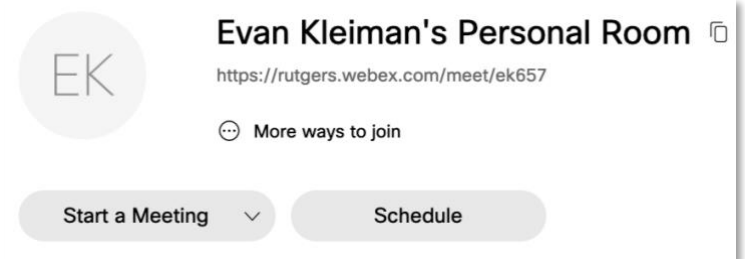 EK
Evan Kleiman's Personal Room
https://rutgers.webex.com/meet/ek657
More ways to join
Start a Meeting
Schedule